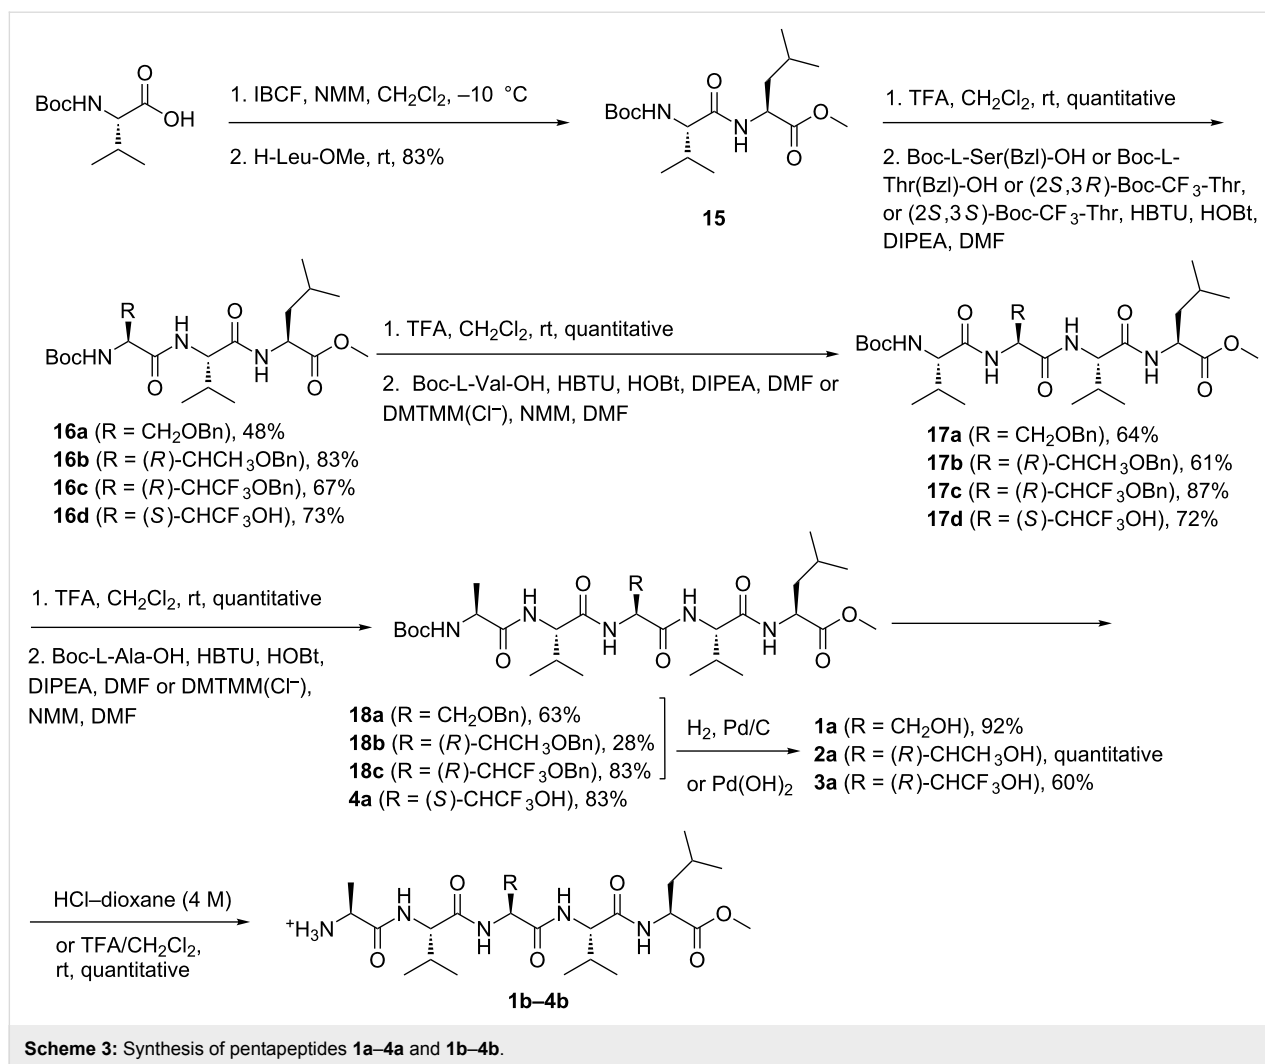 BocHN
O
OH
1. IBCF, NMM, CH₂Cl₂, –10 °C
2. H-Leu-OMe, rt, 83%
BocHN
O
N
H
O
O
15
1. TFA, CH₂Cl₂, rt, quantitative
2. Boc-L-Ser(Bzl)-OH or Boc-L-
Thr(Bzl)-OH or (2S,3R)-Boc-CF₃-Thr,
or (2S,3S)-Boc-CF₃-Thr, HBTU, HOBt,
DIPEA, DMF
R
BocHN
O
H
N
O
N
H
O
O
16a (R = CH₂OBn), 48%
16b (R = (R)-CHCH₃OBn), 83%
16c (R = (R)-CHCF₃OBn), 67%
16d (R = (S)-CHCF₃OH), 73%
1. TFA, CH₂Cl₂, rt, quantitative
2. Boc-L-Val-OH, HBTU, HOBt, DIPEA, DMF or
DMTMM(Cl⁻), NMM, DMF
BocHN
O
N
H
R
O
H
N
O
N
H
O
O
17a (R = CH₂OBn), 64%
17b (R = (R)-CHCH₃OBn), 61%
17c (R = (R)-CHCF₃OBn), 87%
17d (R = (S)-CHCF₃OH), 72%
1. TFA, CH₂Cl₂, rt, quantitative
2. Boc-L-Ala-OH, HBTU, HOBt,
DIPEA, DMF or DMTMM(Cl⁻),
NMM, DMF
BocHN
O
H
N
O
N
H
R
O
H
N
O
N
H
O
O
18a (R = CH₂OBn), 63%
18b (R = (R)-CHCH₃OBn), 28%
18c (R = (R)-CHCF₃OBn), 83%
4a (R = (S)-CHCF₃OH), 83%
H₂, Pd/C
or Pd(OH)₂
1a (R = CH₂OH), 92%
2a (R = (R)-CHCH₃OH), quantitative
3a (R = (R)-CHCF₃OH), 60%
HCl–dioxane (4 M)
or TFA/CH₂Cl₂,
rt, quantitative
⁺H₃N
O
H
N
O
N
H
R
O
H
N
O
N
H
O
O
1b–4b
Scheme 3: Synthesis of pentapeptides 1a–4a and 1b–4b.